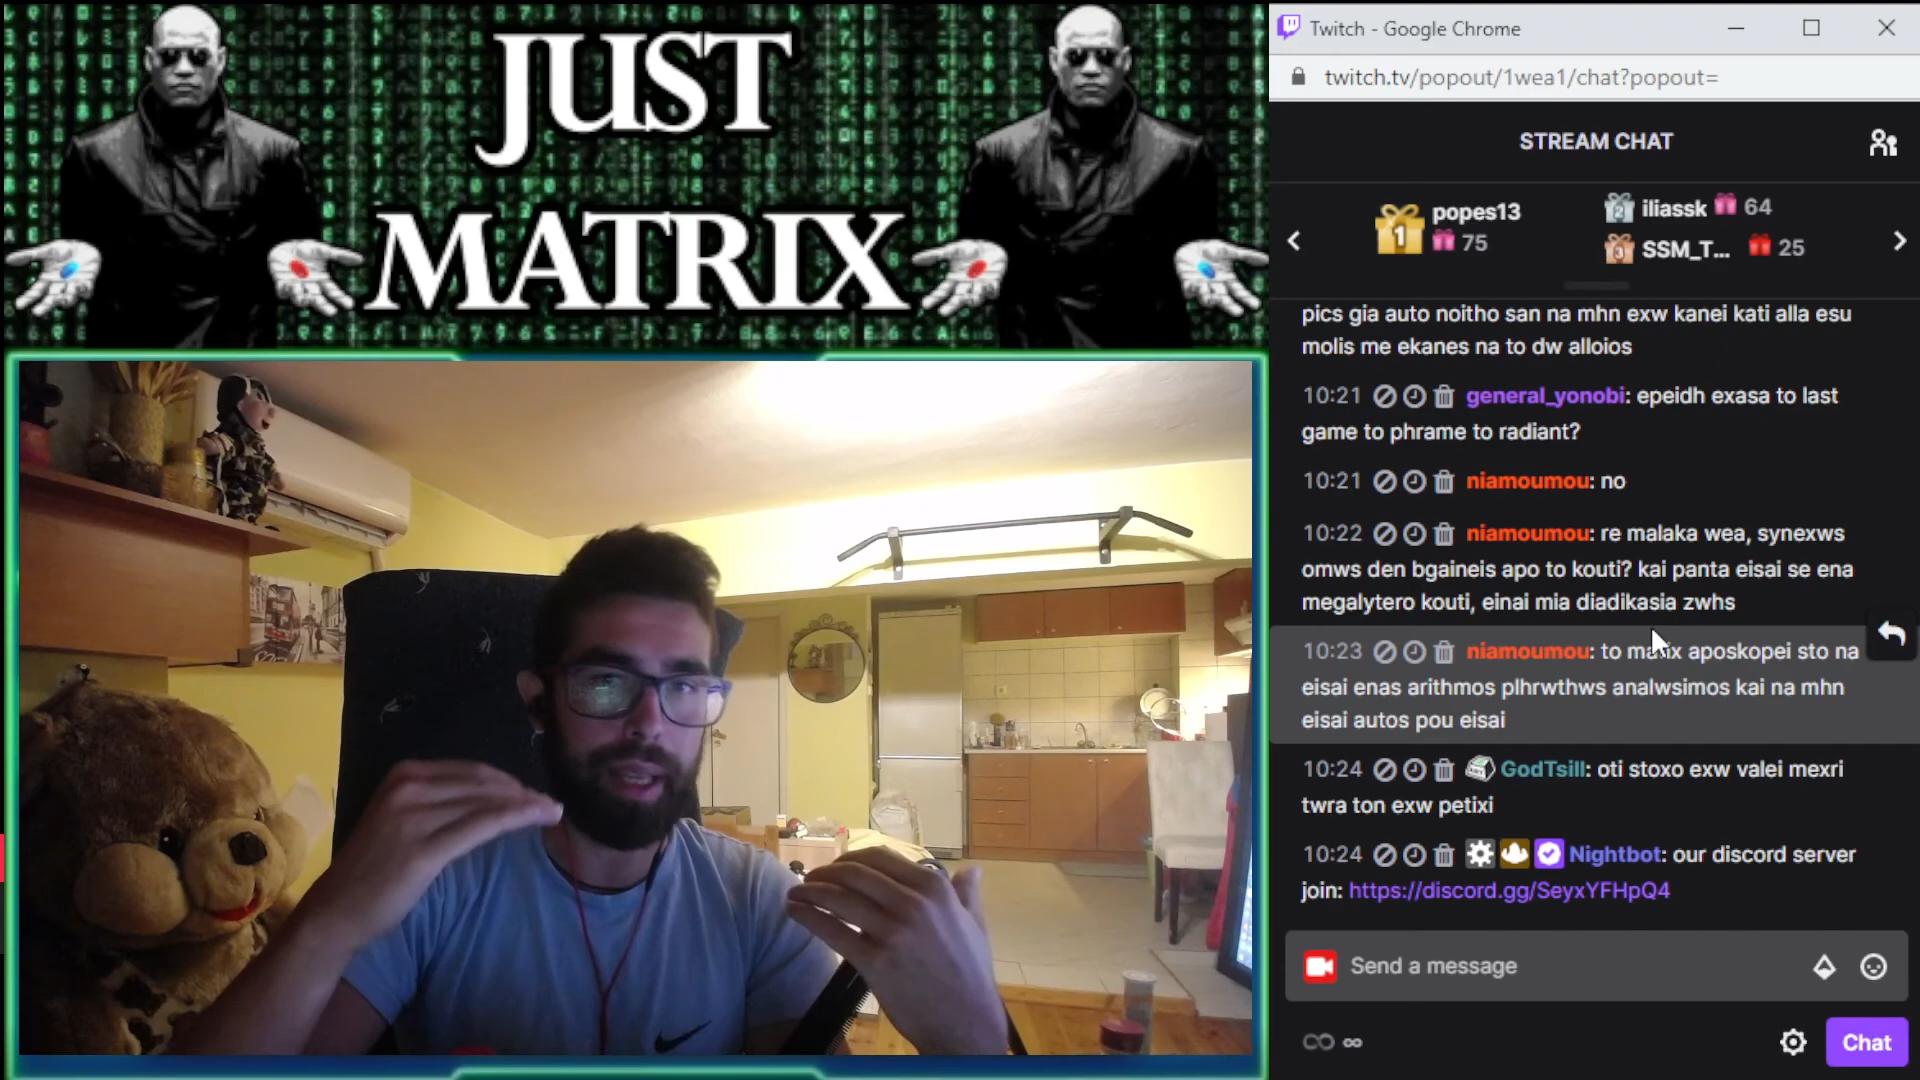 JUST
MATRIX
Twitch - Google Chrome
twitch.tv/popout/1wea1/chat?popout=
STREAM CHAT
1
popes13
75
2
iliassk
64
3
SSM_T...
25
pics gia auto noitho san na mhn exw kanei kati alla esu
molis me ekanes na to dw alloios
10:21 general_yonobi: epeidh exasa to last
game to phrame to radiant?
10:21 niamoumou: no
10:22 niamoumou: re malaka wea, synexws
omws den bgaineis apo to kouti? kai panta eisai se ena
megalytero kouti, einai mia diadikasia zwhs
10:23 niamoumou: to matix aposkopei sto na
eisai enas arithmos plhrwthws analwsimos kai na mhn
eisai autos pou eisai
10:24 GodTsill: oti stoxo exw valei mexri
twra ton exw petixi
10:24 Nightbot: our discord server
join: https://discord.gg/SeyxYFHpQ4
Send a message
Chat